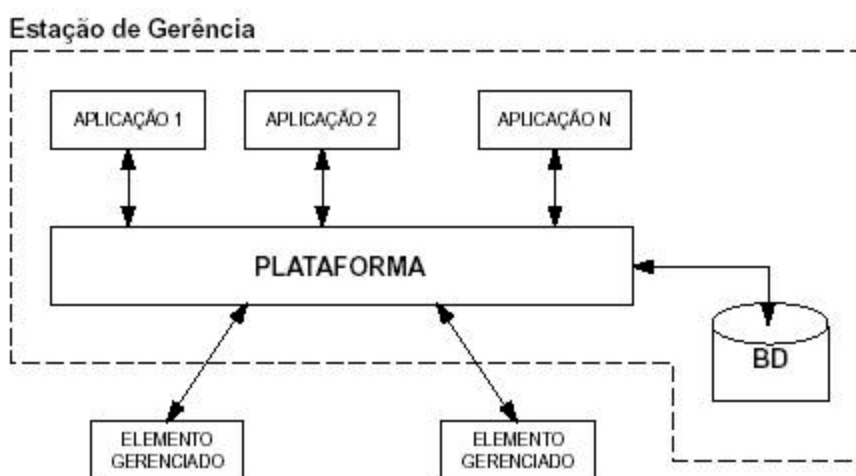 Estação de Gerência
APLICAÇÃO 1
APLICAÇÃO 2
APLICAÇÃO N
PLATAFORMA
BD
ELEMENTO
GERENCIADO
ELEMENTO
GERENCIADO